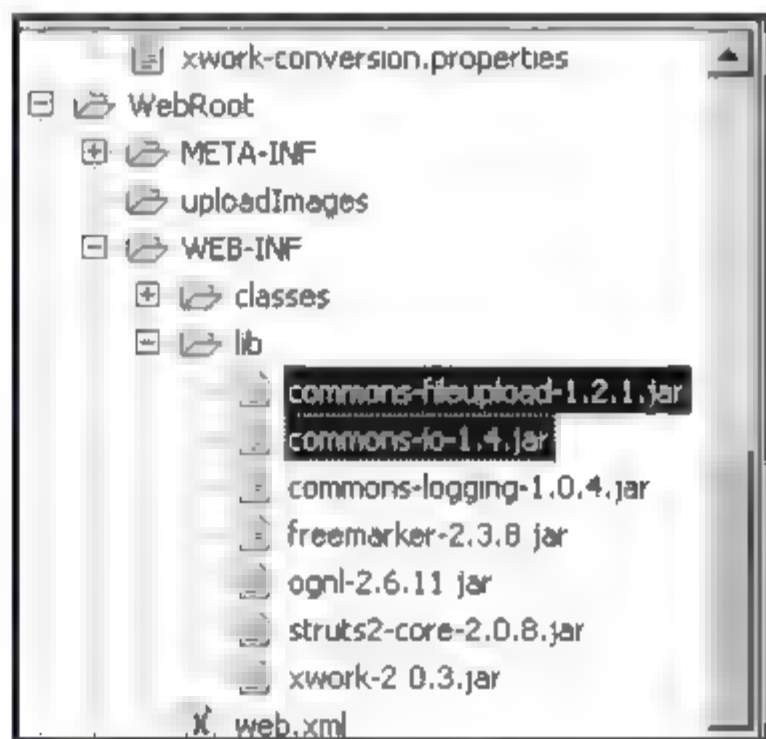 xwork-conversion.properties
WebRoot
META-INF
uploadImages
WEB-INF
classes
lib
commons-fileupload-1.2.1.jar
commons-io-1.4.jar
commons-logging-1.0.4.jar
freemarker-2.3.8 jar
ognl-2.6.11 jar
struts2-core-2.0.8.jar
xwork-2 0.3.jar
web.xml